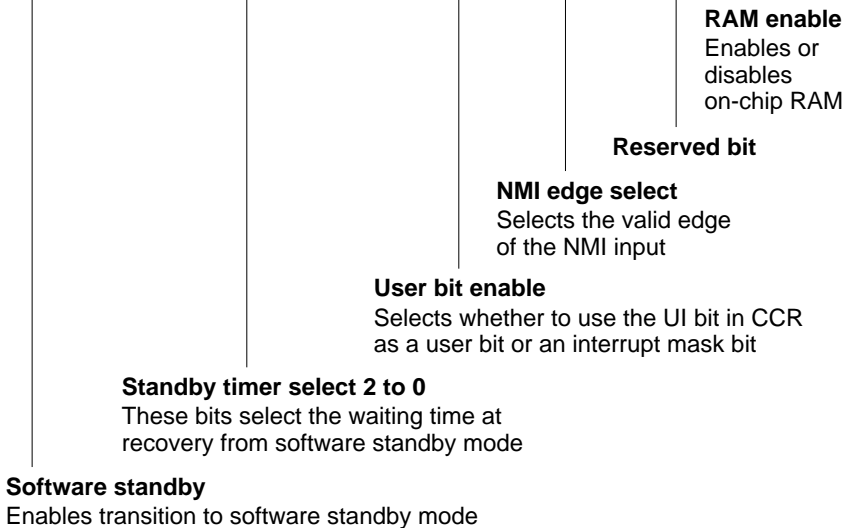 RAM enable
Enables or
disables
on-chip RAM
Reserved bit
NMI edge select
Selects the valid edge
of the NMI input
User bit enable
Selects whether to use the UI bit in CCR
as a user bit or an interrupt mask bit
Standby timer select 2 to 0
These bits select the waiting time at
recovery from software standby mode
Software standby
Enables transition to software standby mode